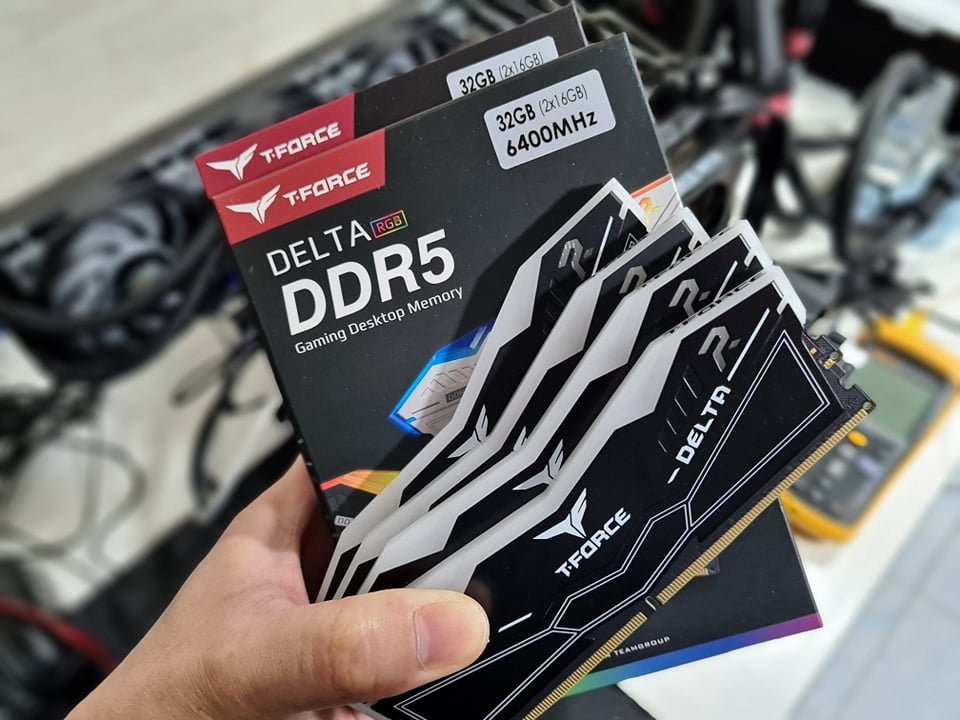 32GB (2x16GB)
T·FORCE
32GB (2x16GB)
6400MHz
T·FORCE
DELTA RGB
DDR5
Gaming Desktop Memory
DELTA
T·FORCE
TEAMGROUP